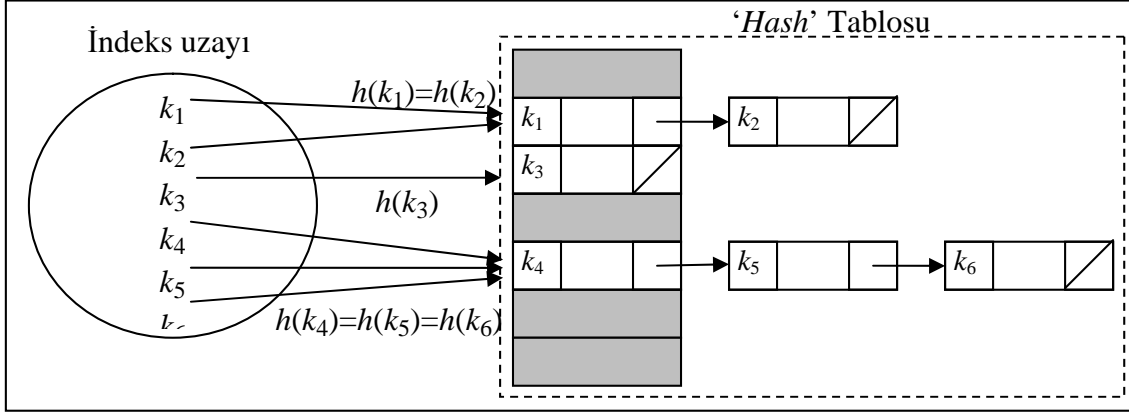 'Hash' Tablosu
İndeks uzayı
h(k₁)=h(k₂)
k₁
k₁
k₂
k₂
k₃
k₃
h(k₃)
k₄
k₄
k₅
k₆
k₅
h(k₄)=h(k₅)=h(k₆)